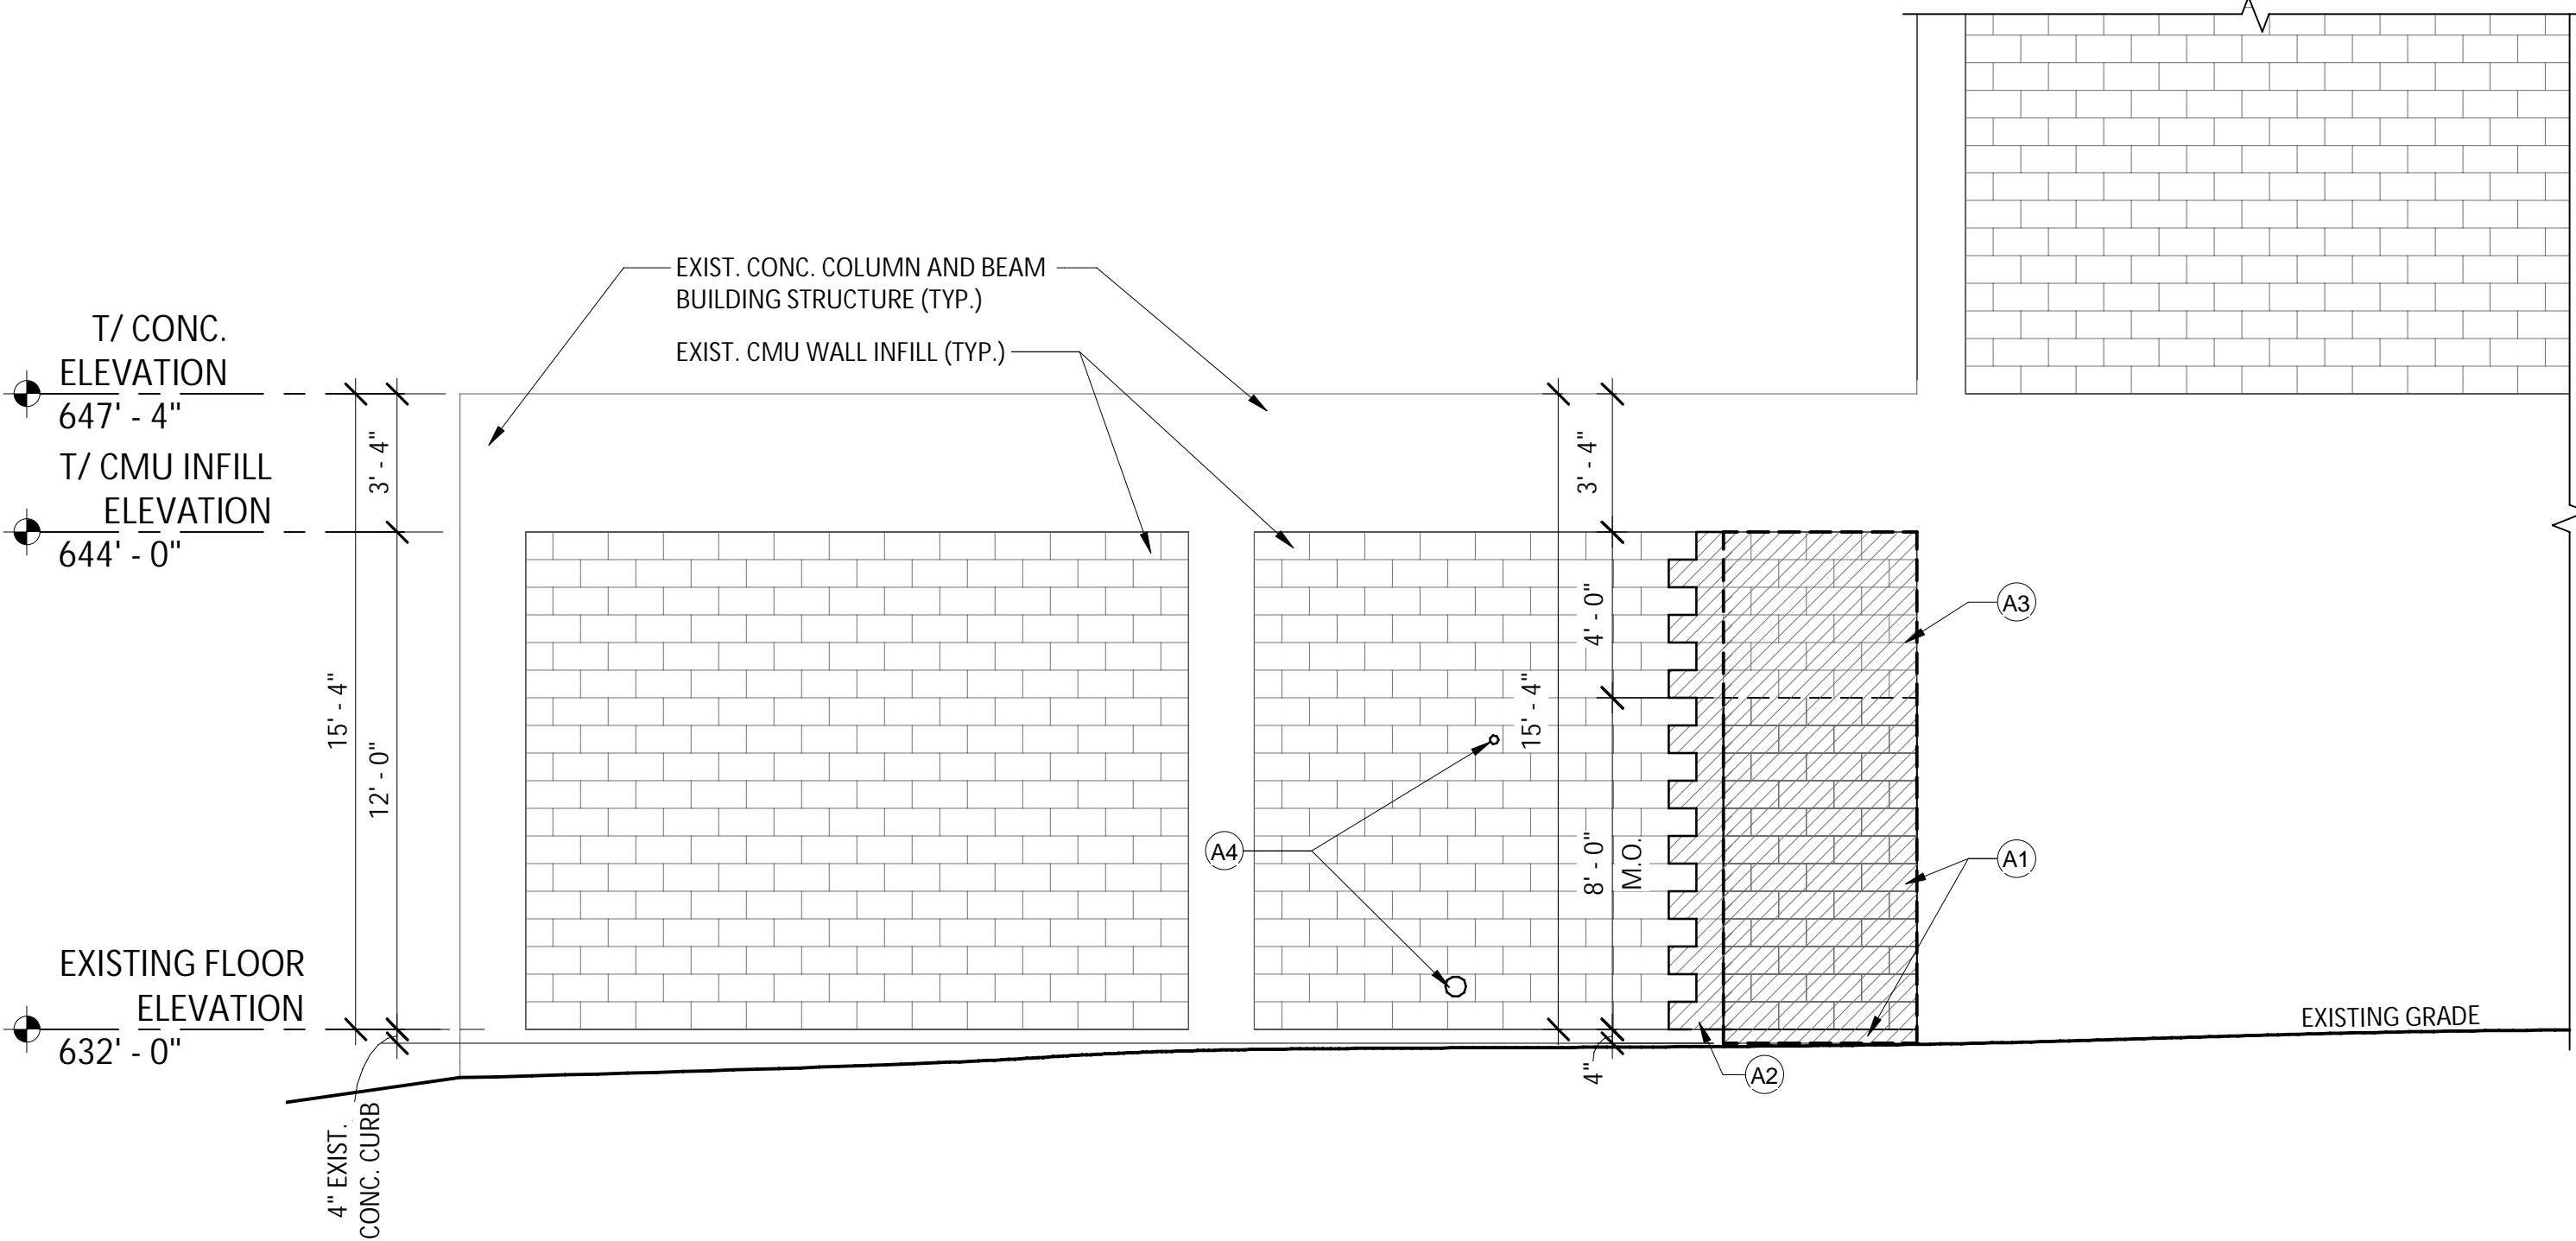 EXIST. CONC. COLUMN AND BEAM
BUILDING STRUCTURE (TYP.)
EXIST. CMU WALL INFILL (TYP.)
T/ CONC.
ELEVATION
647' - 4"
T/ CMU INFILL
ELEVATION
644' - 0"
EXISTING FLOOR
ELEVATION
632' - 0"
3' - 4"
15' - 4"
12' - 0"
4" EXIST.
CONC. CURB
3' - 4"
4' - 0"
15' - 4"
8' - 0"
M.O.
4"
A3
A4
A1
A2
EXISTING GRADE